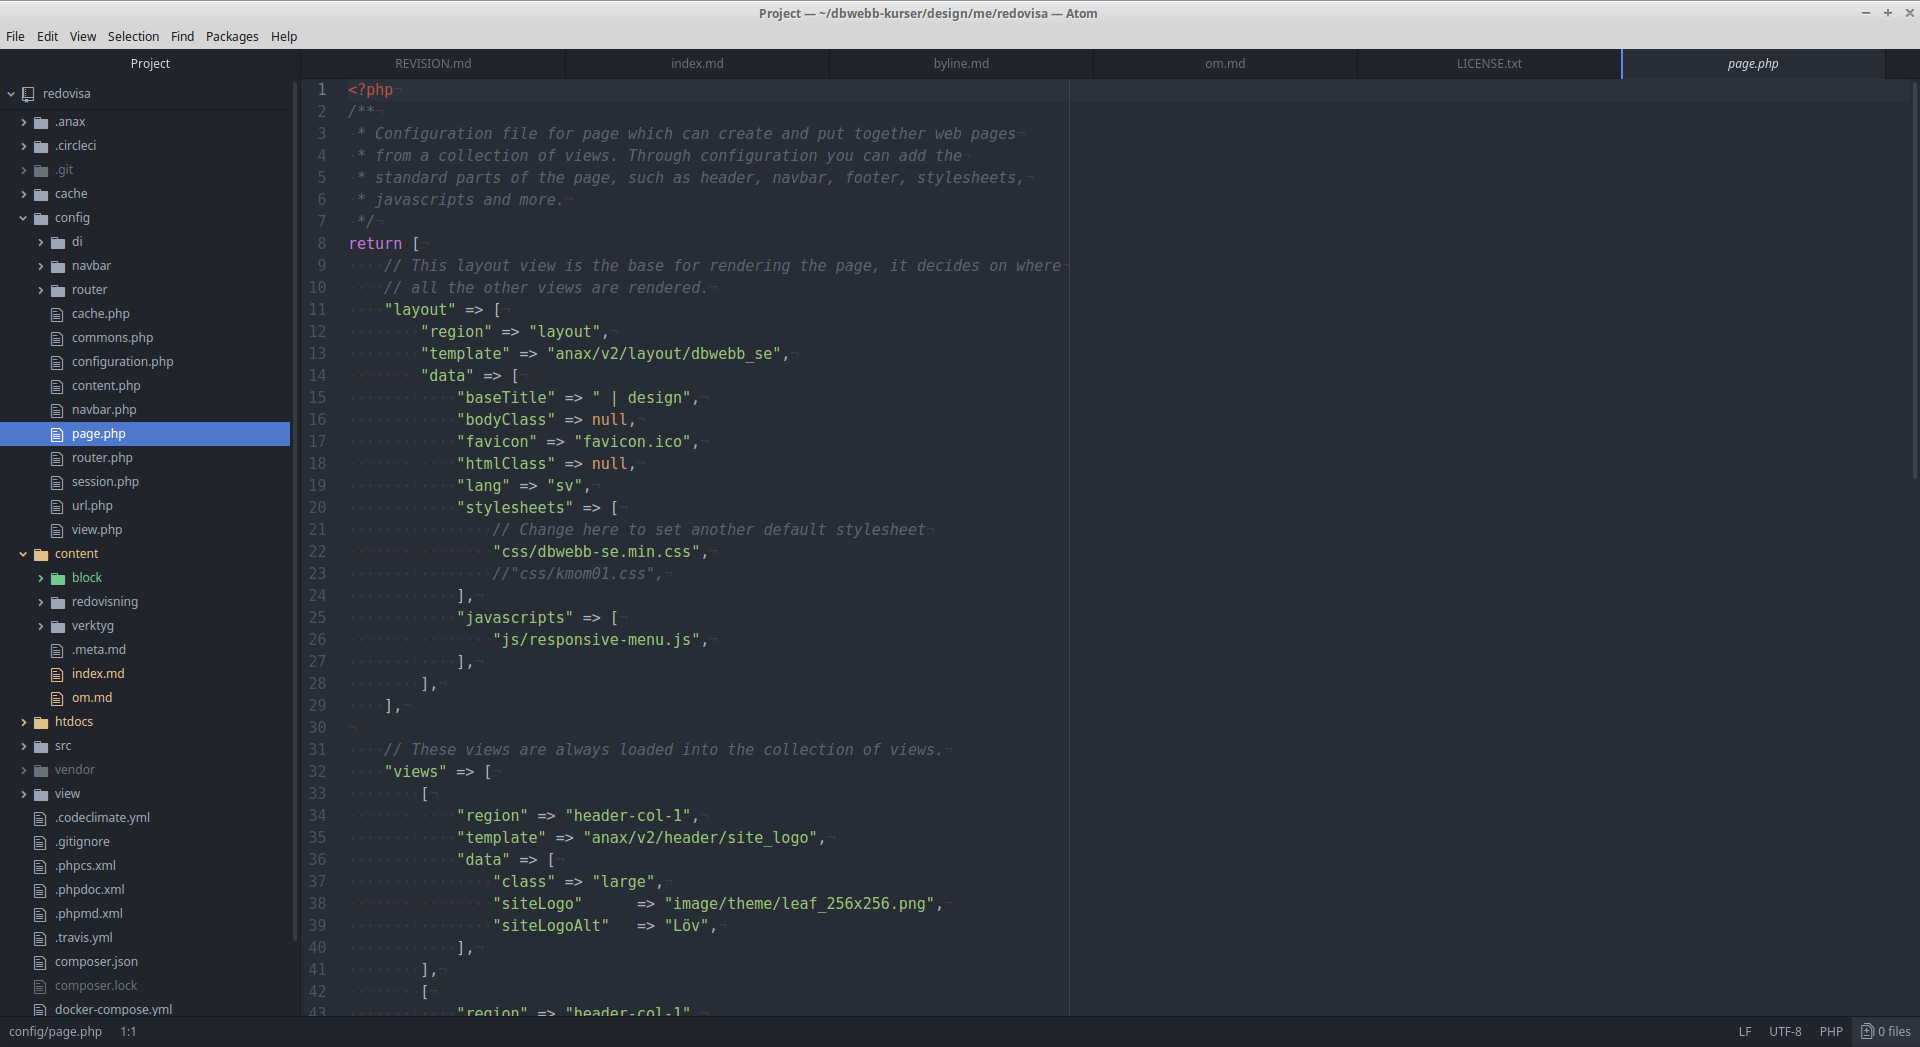 Project — ~/dbwebb-kurser/design/me/redovisa — Atom
File Edit View Selection Find Packages Help
Project
REVISION.md index.md byline.md om.md LICENSE.txt page.php
redovisa
.anax
.circleci
.git
cache
config
di
navbar
router
cache.php
commons.php
configuration.php
content.php
navbar.php
page.php
router.php
session.php
url.php
view.php
content
block
redovisning
verktyg
.meta.md
index.md
om.md
htdocs
src
vendor
view
.codeclimate.yml
.gitignore
.phpcs.xml
.phpdoc.xml
.phpmd.xml
.travis.yml
composer.json
composer.lock
docker-compose.yml
1 <?php
2 /**
3  * Configuration file for page which can create and put together web pages
4  * from a collection of views. Through configuration you can add the
5  * standard parts of the page, such as header, navbar, footer, stylesheets,
6  * javascripts and more.
7  */
8 return [
9     // This layout view is the base for rendering the page, it decides on where
10     // all the other views are rendered.
11     "layout" => [
12         "region" => "layout",
13         "template" => "anax/v2/layout/dbwebb_se",
14         "data" => [
15             "baseTitle" => " | design",
16             "bodyClass" => null,
17             "favicon" => "favicon.ico",
18             "htmlClass" => null,
19             "lang" => "sv",
20             "stylesheets" => [
21                 // Change here to set another default stylesheet
22                 "css/dbwebb-se.min.css",
23                 //"css/kmom01.css",
24             ],
25             "javascripts" => [
26                 "js/responsive-menu.js",
27             ],
28         ],
29     ],
30
31     // These views are always loaded into the collection of views.
32     "views" => [
33         [
34             "region" => "header-col-1",
35             "template" => "anax/v2/header/site_logo",
36             "data" => [
37                 "class" => "large",
38                 "siteLogo"      => "image/theme/leaf_256x256.png",
39                 "siteLogoAlt"   => "Löv",
40             ],
41         ],
42         [
43             "region" => "header-col-1"
config/page.php 1:1 LF UTF-8 PHP 0 files